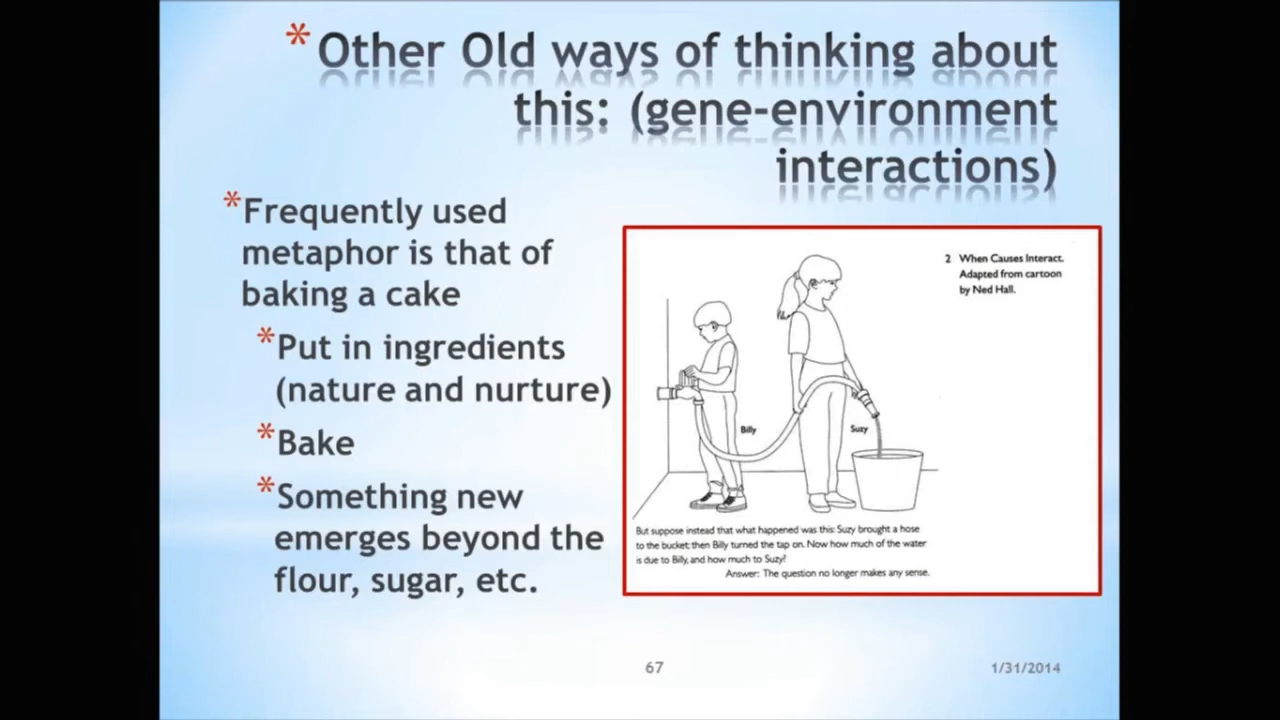 * Other Old ways of thinking about
this: (gene-environment
interactions)
* Frequently used
metaphor is that of
baking a cake
* Put in ingredients
(nature and nurture)
* Bake
* Something new
emerges beyond the
flour, sugar, etc.
2 When Causes Interact.
Adapted from cartoon
by Ned Hall.
Billy
Suzy
But suppose instead that what happened was this: Suzy brought a hose
to the bucket; then Billy turned the tap on. Now how much of the water
is due to Billy, and how much to Suzy?
Answer: The question no longer makes any sense.
67
1/31/2014